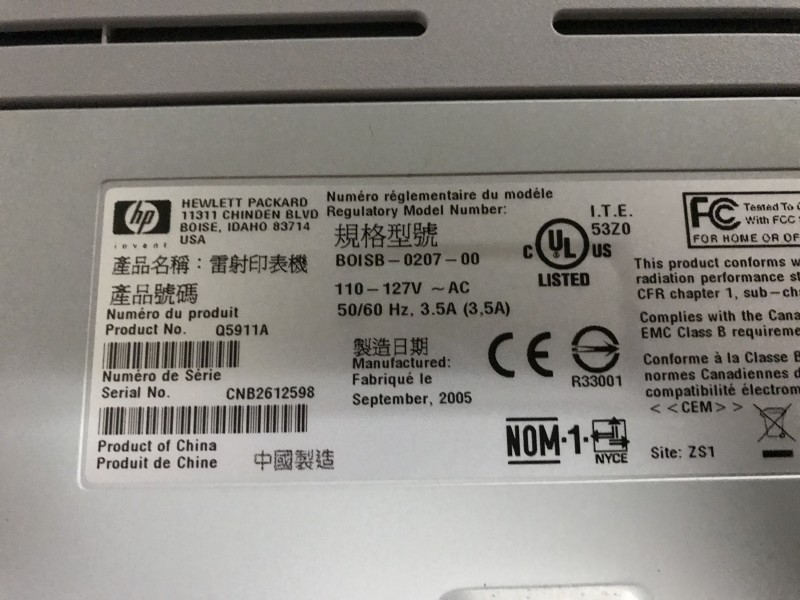 hp
invent
HEWLETT PACKARD
11311 CHINDEN BLVD
BOISE, IDAHO 83714
USA
產品名稱：雷射印表機
產品號碼
Numéro du produit
Product No. Q5911A
Numéro de Série
Serial No. CNB2612598
Product of China
Produit de Chine 中國製造
Numéro réglementaire du modèle
Regulatory Model Number:
規格型號
BOISB-0207-00
110-127V ~AC
50/60 Hz, 3.5A (3,5A)
製造日期
Manufactured:
Fabriqué le
September, 2005
C UL US
LISTED
I.T.E.
53Z0
CE
R33001
NOM-1-
NYCE
FC
Tested To
With FCC
FOR HOME OR
This product conforms
radiation performance
CFR chapter 1,
Complies with the
EMC Class B
Conforme à la Classe B
normes Canadiennes
compatibilité
<<CEM>>
Site: ZS1